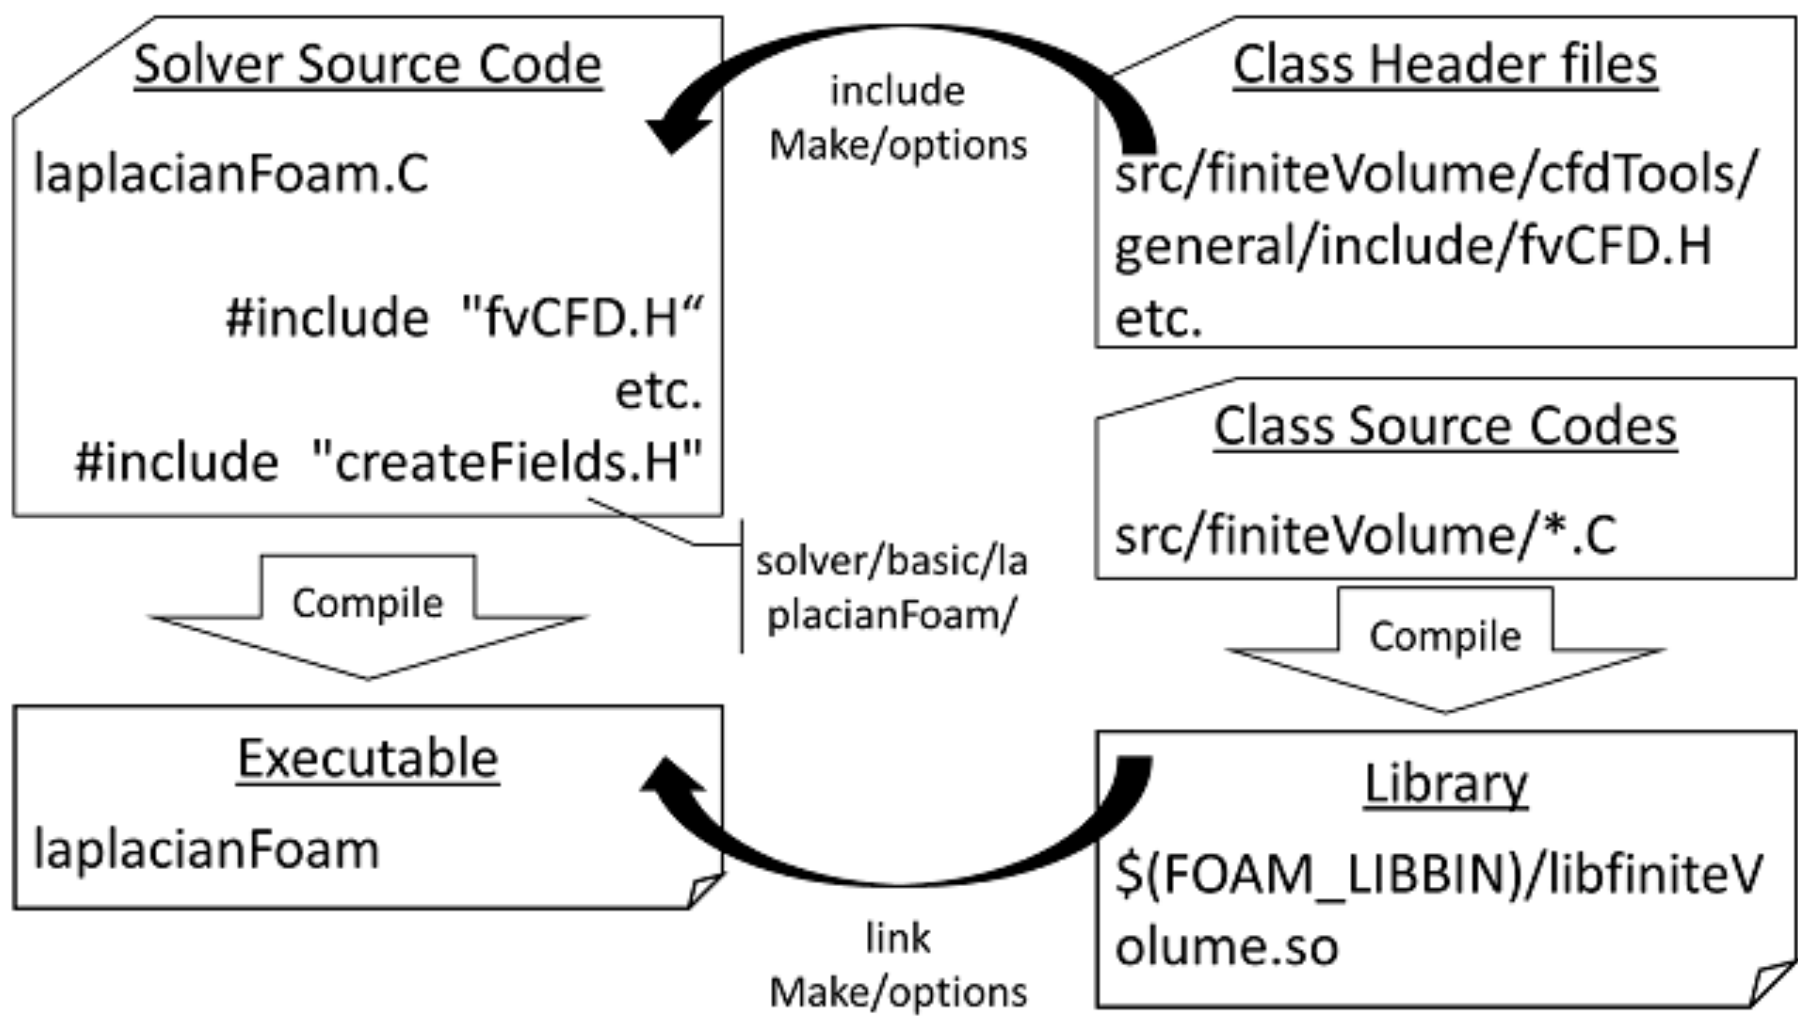 Solver Source Code
laplacianFoam.C
#include "fvCFD.H“
etc.
#include "createFields.H"
include
Make/options
Class Header files
src/finiteVolume/cfdTools/
general/include/fvCFD.H
etc.
Class Source Codes
src/finiteVolume/*.C
solver/basic/la
placianFoam/
Compile
Compile
Executable
laplacianFoam
link
Make/options
Library
$(FOAM_LIBBIN)/libfiniteV
olume.so